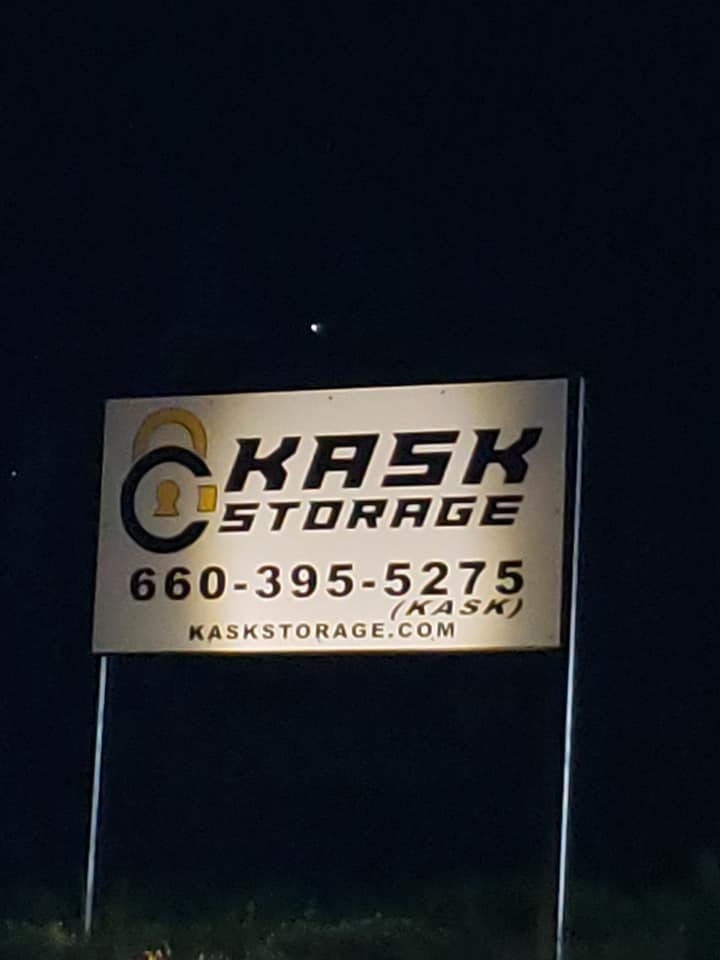 KASK
STORAGE
660-395-5275
(KASK)
KASKSTORAGE.COM